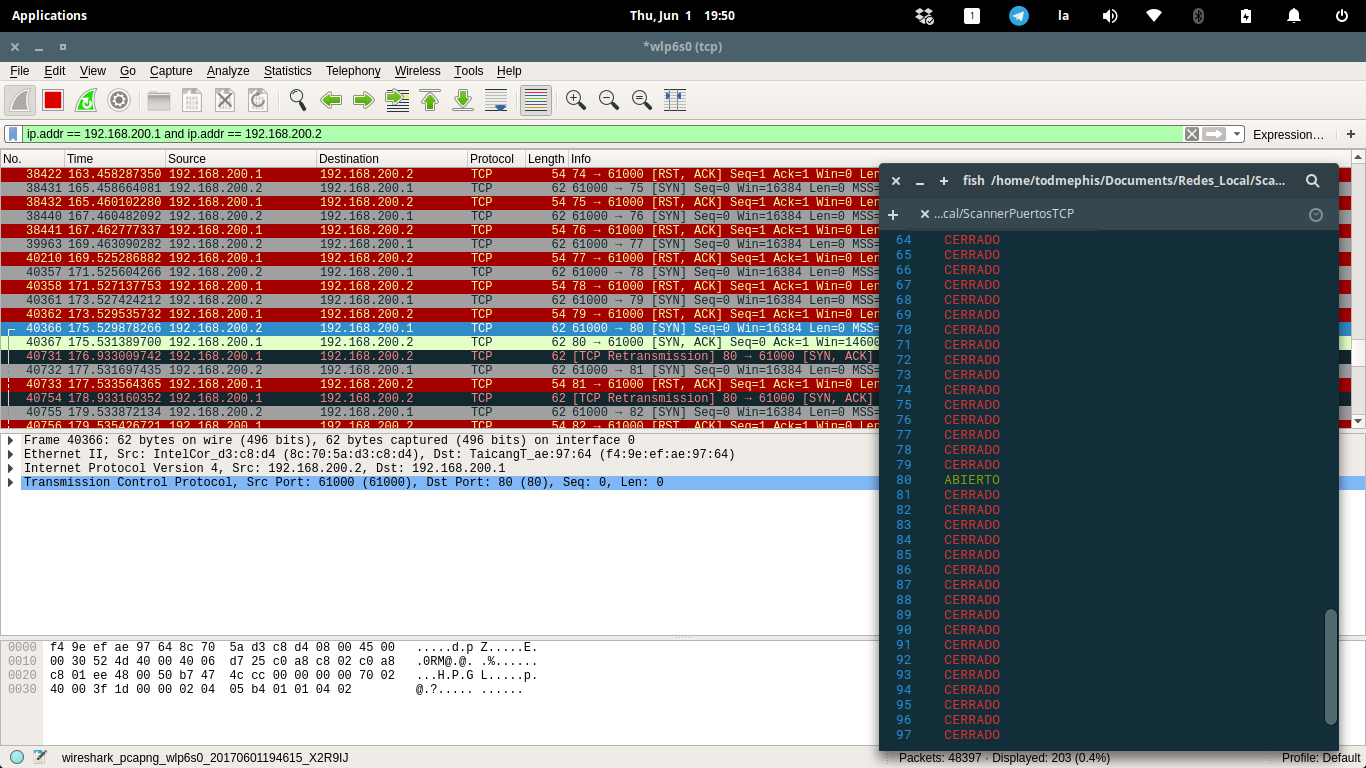 Applications
Thu, Jun 1 19:50
1
la
*wlp6s0 (tcp)
File Edit View Go Capture Analyze Statistics Telephony Wireless Tools Help
ip.addr == 192.168.200.1 and ip.addr == 192.168.200.2
Expression…
+
No. Time Source Destination Protocol Length Info
38422 163.458287350 192.168.200.1 192.168.200.2 TCP 54 74 → 61000 [RST, ACK] Seq=1 Ack=1 Win=0 Len
38431 165.458664081 192.168.200.2 192.168.200.1 TCP 62 61000 → 75 [SYN] Seq=0 Win=16384 Len=0 MSS=
38432 165.460102280 192.168.200.1 192.168.200.2 TCP 54 75 → 61000 [RST, ACK] Seq=1 Ack=1 Win=0 Len
38440 167.460482092 192.168.200.2 192.168.200.1 TCP 62 61000 → 76 [SYN] Seq=0 Win=16384 Len=0 MSS=
38441 167.462777337 192.168.200.1 192.168.200.2 TCP 54 76 → 61000 [RST, ACK] Seq=1 Ack=1 Win=0 Len
39963 169.463090282 192.168.200.2 192.168.200.1 TCP 62 61000 → 77 [SYN] Seq=0 Win=16384 Len=0 MSS=
40210 169.525286882 192.168.200.1 192.168.200.2 TCP 54 77 → 61000 [RST, ACK] Seq=1 Ack=1 Win=0 Len
40357 171.525604266 192.168.200.2 192.168.200.1 TCP 62 61000 → 78 [SYN] Seq=0 Win=16384 Len=0 MSS=
40358 171.527137753 192.168.200.1 192.168.200.2 TCP 54 78 → 61000 [RST, ACK] Seq=1 Ack=1 Win=0 Len
40361 173.527424212 192.168.200.2 192.168.200.1 TCP 62 61000 → 79 [SYN] Seq=0 Win=16384 Len=0 MSS=
40362 173.529535732 192.168.200.1 192.168.200.2 TCP 54 79 → 61000 [RST, ACK] Seq=1 Ack=1 Win=0 Len
40366 175.529878266 192.168.200.2 192.168.200.1 TCP 62 61000 → 80 [SYN] Seq=0 Win=16384 Len=0 MSS=
40367 175.531389700 192.168.200.1 192.168.200.2 TCP 62 80 → 61000 [SYN, ACK] Seq=0 Ack=1 Win=14600
40731 176.933009742 192.168.200.1 192.168.200.2 TCP 62 [TCP Retransmission] 80 → 61000 [SYN, ACK]
40732 177.531697435 192.168.200.2 192.168.200.1 TCP 62 61000 → 81 [SYN] Seq=0 Win=16384 Len=0 MSS=
40733 177.533564365 192.168.200.1 192.168.200.2 TCP 54 81 → 61000 [RST, ACK] Seq=1 Ack=1 Win=0 Len
40754 178.933160352 192.168.200.1 192.168.200.2 TCP 62 [TCP Retransmission] 80 → 61000 [SYN, ACK]
40755 179.533872134 192.168.200.2 192.168.200.1 TCP 62 61000 → 82 [SYN] Seq=0 Win=16384 Len=0 MSS=
40756 179.535426721 192.168.200.1 192.168.200.2 TCP 54 82 → 61000 [RST, ACK] Seq=1 Ack=1 Win=0 Len
Frame 40366: 62 bytes on wire (496 bits), 62 bytes captured (496 bits) on interface 0
Ethernet II, Src: IntelCor_d3:c8:d4 (8c:70:5a:d3:c8:d4), Dst: TaicangT_ae:97:64 (f4:9e:ef:ae:97:64)
Internet Protocol Version 4, Src: 192.168.200.2, Dst: 192.168.200.1
Transmission Control Protocol, Src Port: 61000 (61000), Dst Port: 80 (80), Seq: 0, Len: 0
0000 f4 9e ef ae 97 64 8c 70 5a d3 c8 d4 08 00 45 00 .....d.p Z.....E.
0010 00 30 52 4d 40 00 40 06 d7 25 c0 a8 c8 02 c0 a8 .0RM@.@. .%......
0020 c8 01 ee 48 00 50 b7 47 4c cc 00 00 00 00 70 02 ...H.P.G L.....p.
0030 40 00 3f 1d 00 00 02 04 05 b4 01 01 04 02 @.?..... ......
wireshark_pcapng_wlp6s0_20170601194615_X2R9IJ
Packets: 48397 · Displayed: 203 (0.4%)
Profile: Default
fish /home/todmephis/Documents/Redes_Local/Sca...
...cal/ScannerPuertosTCP
64 CERRADO
65 CERRADO
66 CERRADO
67 CERRADO
68 CERRADO
69 CERRADO
70 CERRADO
71 CERRADO
72 CERRADO
73 CERRADO
74 CERRADO
75 CERRADO
76 CERRADO
77 CERRADO
78 CERRADO
79 CERRADO
80 ABIERTO
81 CERRADO
82 CERRADO
83 CERRADO
84 CERRADO
85 CERRADO
86 CERRADO
87 CERRADO
88 CERRADO
89 CERRADO
90 CERRADO
91 CERRADO
92 CERRADO
93 CERRADO
94 CERRADO
95 CERRADO
96 CERRADO
97 CERRADO